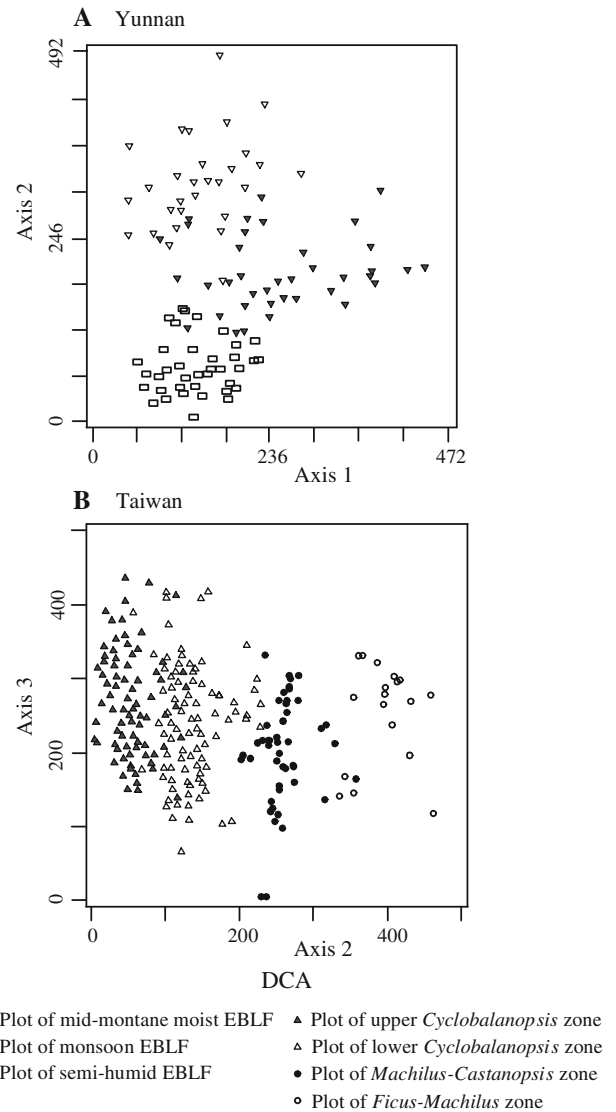 A Yunnan
492
246
0
Axis 2
0 236 472
Axis 1
B Taiwan
400
200
0
Axis 3
0 200 400
Axis 2
DCA
Plot of mid-montane moist EBLF
Plot of monsoon EBLF
Plot of semi-humid EBLF
▲ Plot of upper Cyclobalanopsis zone
△ Plot of lower Cyclobalanopsis zone
● Plot of Machilus-Castanopsis zone
○ Plot of Ficus-Machilus zone